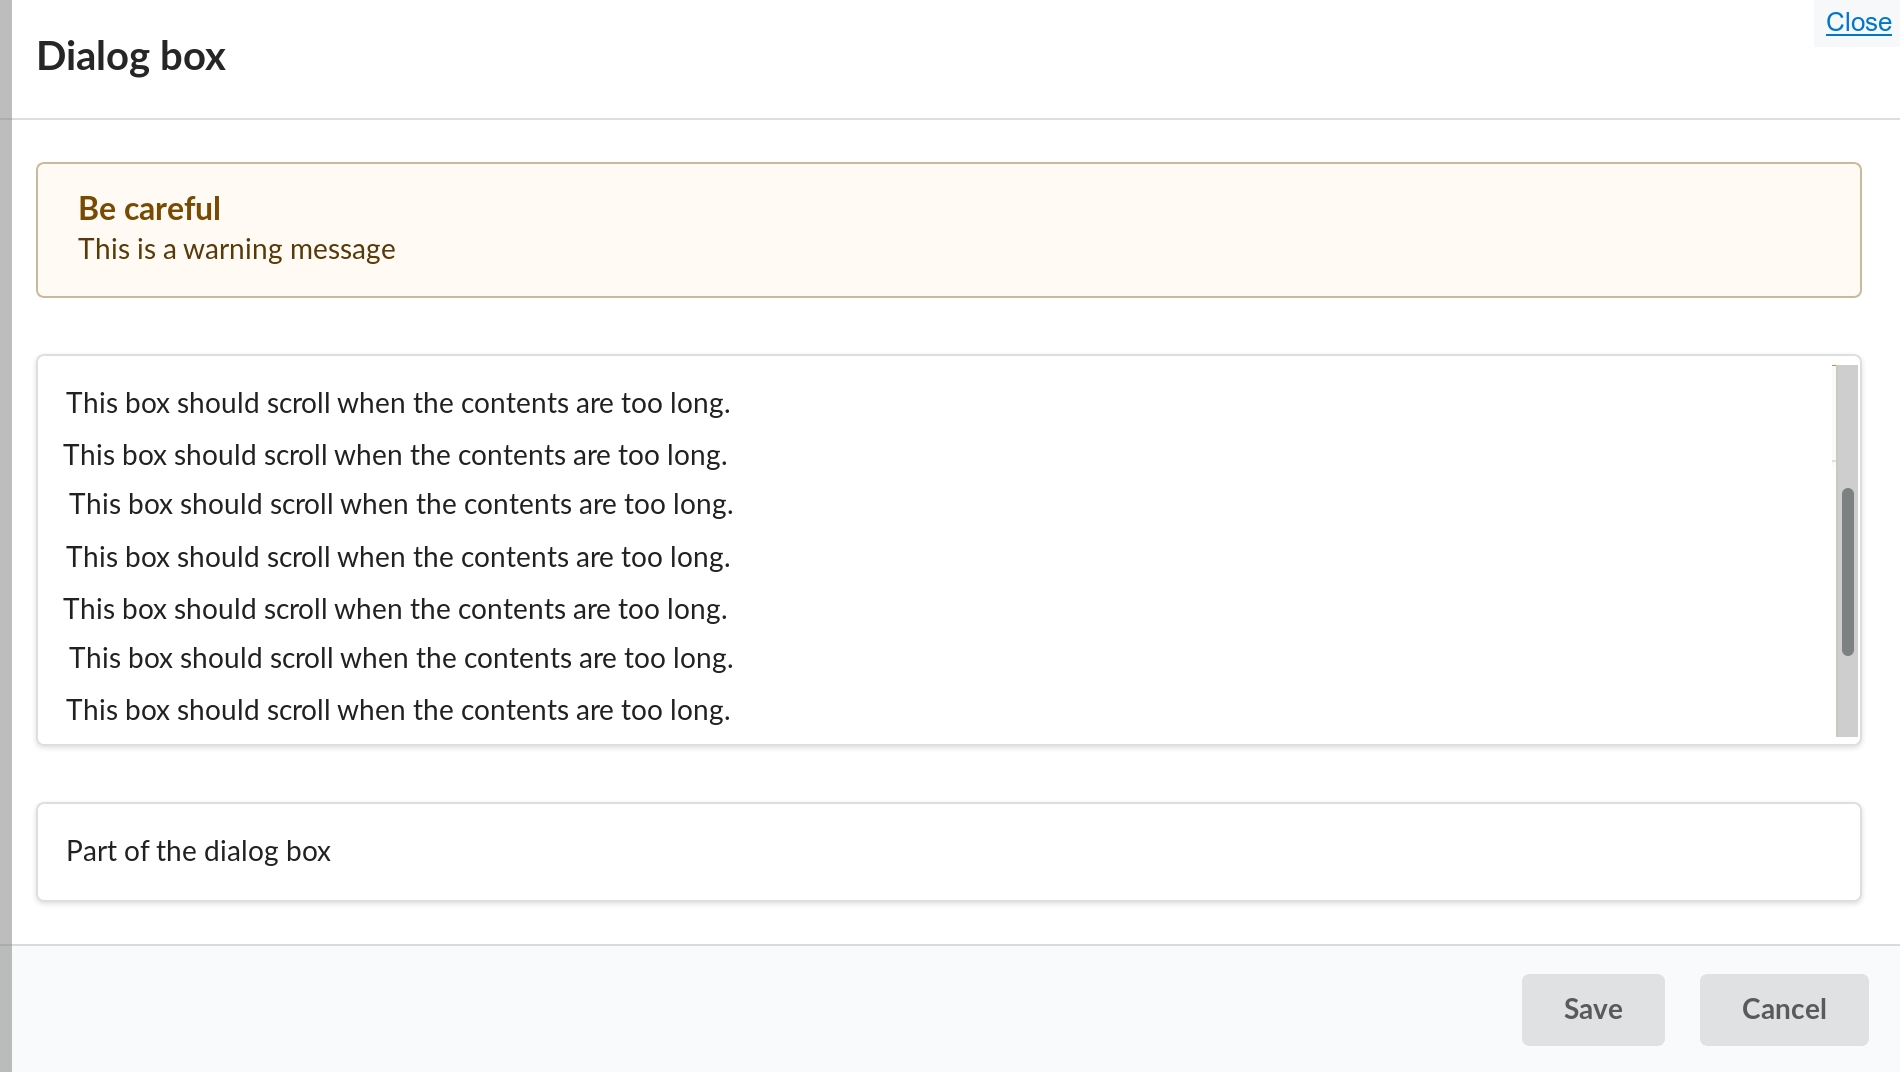 Close
Dialog box
Be careful
This is a warning message
This box should scroll when the contents are too long.
This box should scroll when the contents are too long.
This box should scroll when the contents are too long.
This box should scroll when the contents are too long.
This box should scroll when the contents are too long.
This box should scroll when the contents are too long.
This box should scroll when the contents are too long.
Part of the dialog box
Save
Cancel